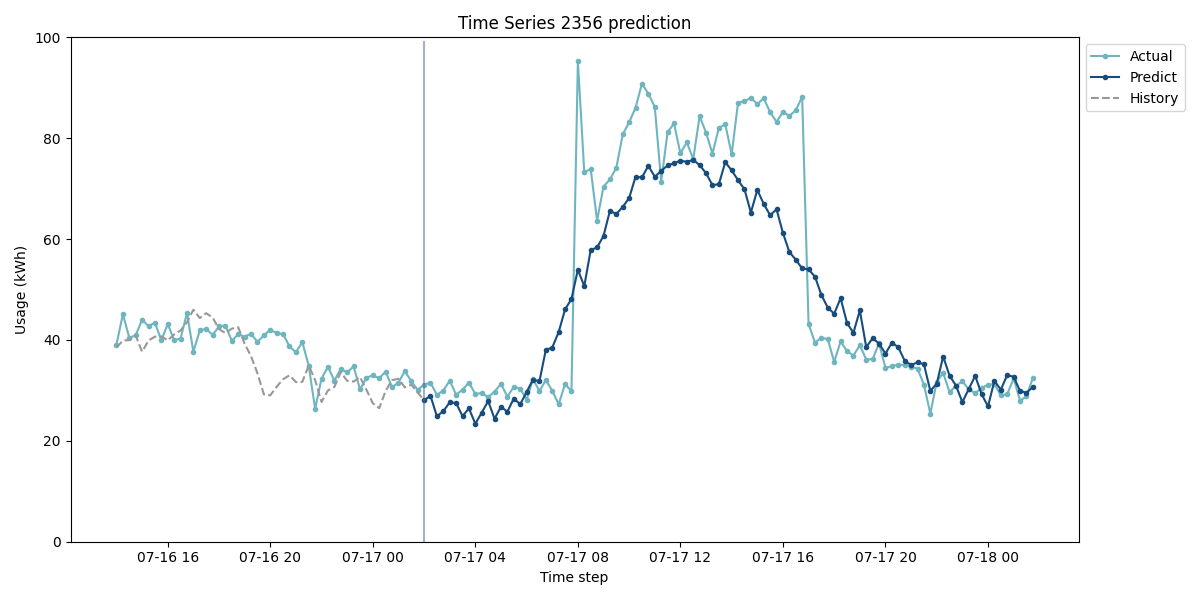 Time Series 2356 prediction
Usage (kWh)
100
80
60
40
20
0
07-16 16
07-16 20
07-17 00
07-17 04
07-17 08
07-17 12
07-17 16
07-17 20
07-18 00
Time step
Actual
Predict
History